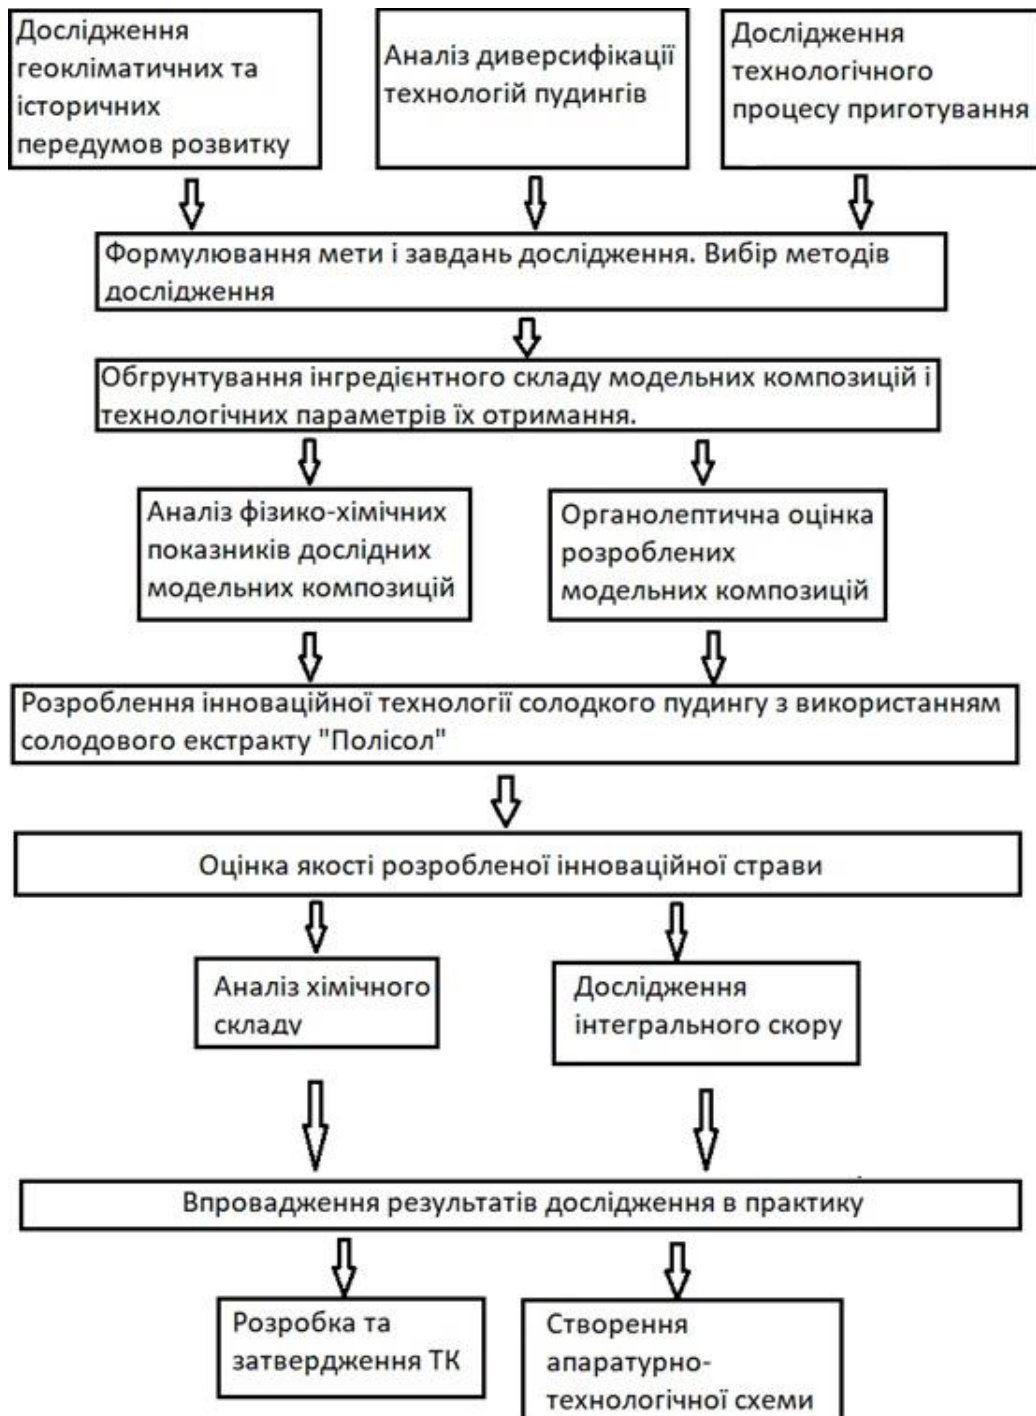 Дослідження
геокліматичних та
історичних
передумов розвитку
Аналіз диверсифікації
технологій пудингів
Дослідження
технологічного
процесу приготування
Формулювання мети і завдань дослідження. Вибір методів
дослідження
Обгрунтування інгредієнтного складу модельних композицій і
технологічних параметрів їх отримання.
Аналіз фізико-хімічних
показників дослідних
модельних композицій
Органолептична оцінка
розроблених
модельних композицій
Розроблення інноваційної технології солодкого пудингу з використанням
солодового екстракту "Полісол"
Оцінка якості розробленої інноваційної страви
Аналіз хімічного
складу
Дослідження
інтегрального скору
Впровадження результатів дослідження в практику
Розробка та
затвердження ТК
Створення
апаратурно-
технологічної схеми